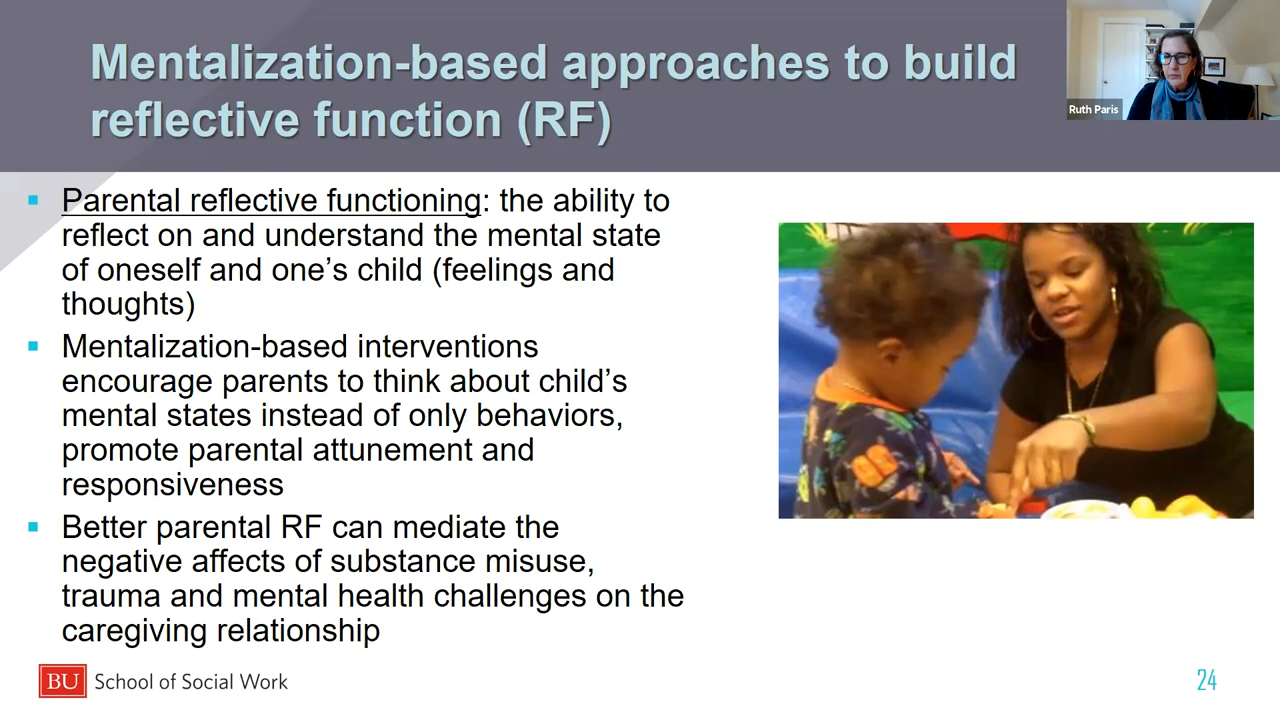 Mentalization-based approaches to build
reflective function (RF)
Ruth Paris
Parental reflective functioning: the ability to
reflect on and understand the mental state
of oneself and one's child (feelings and
thoughts)
Mentalization-based interventions
encourage parents to think about child's
mental states instead of only behaviors,
promote parental attunement and
responsiveness
Better parental RF can mediate the
negative affects of substance misuse,
trauma and mental health challenges on the
caregiving relationship
BU School of Social Work
24